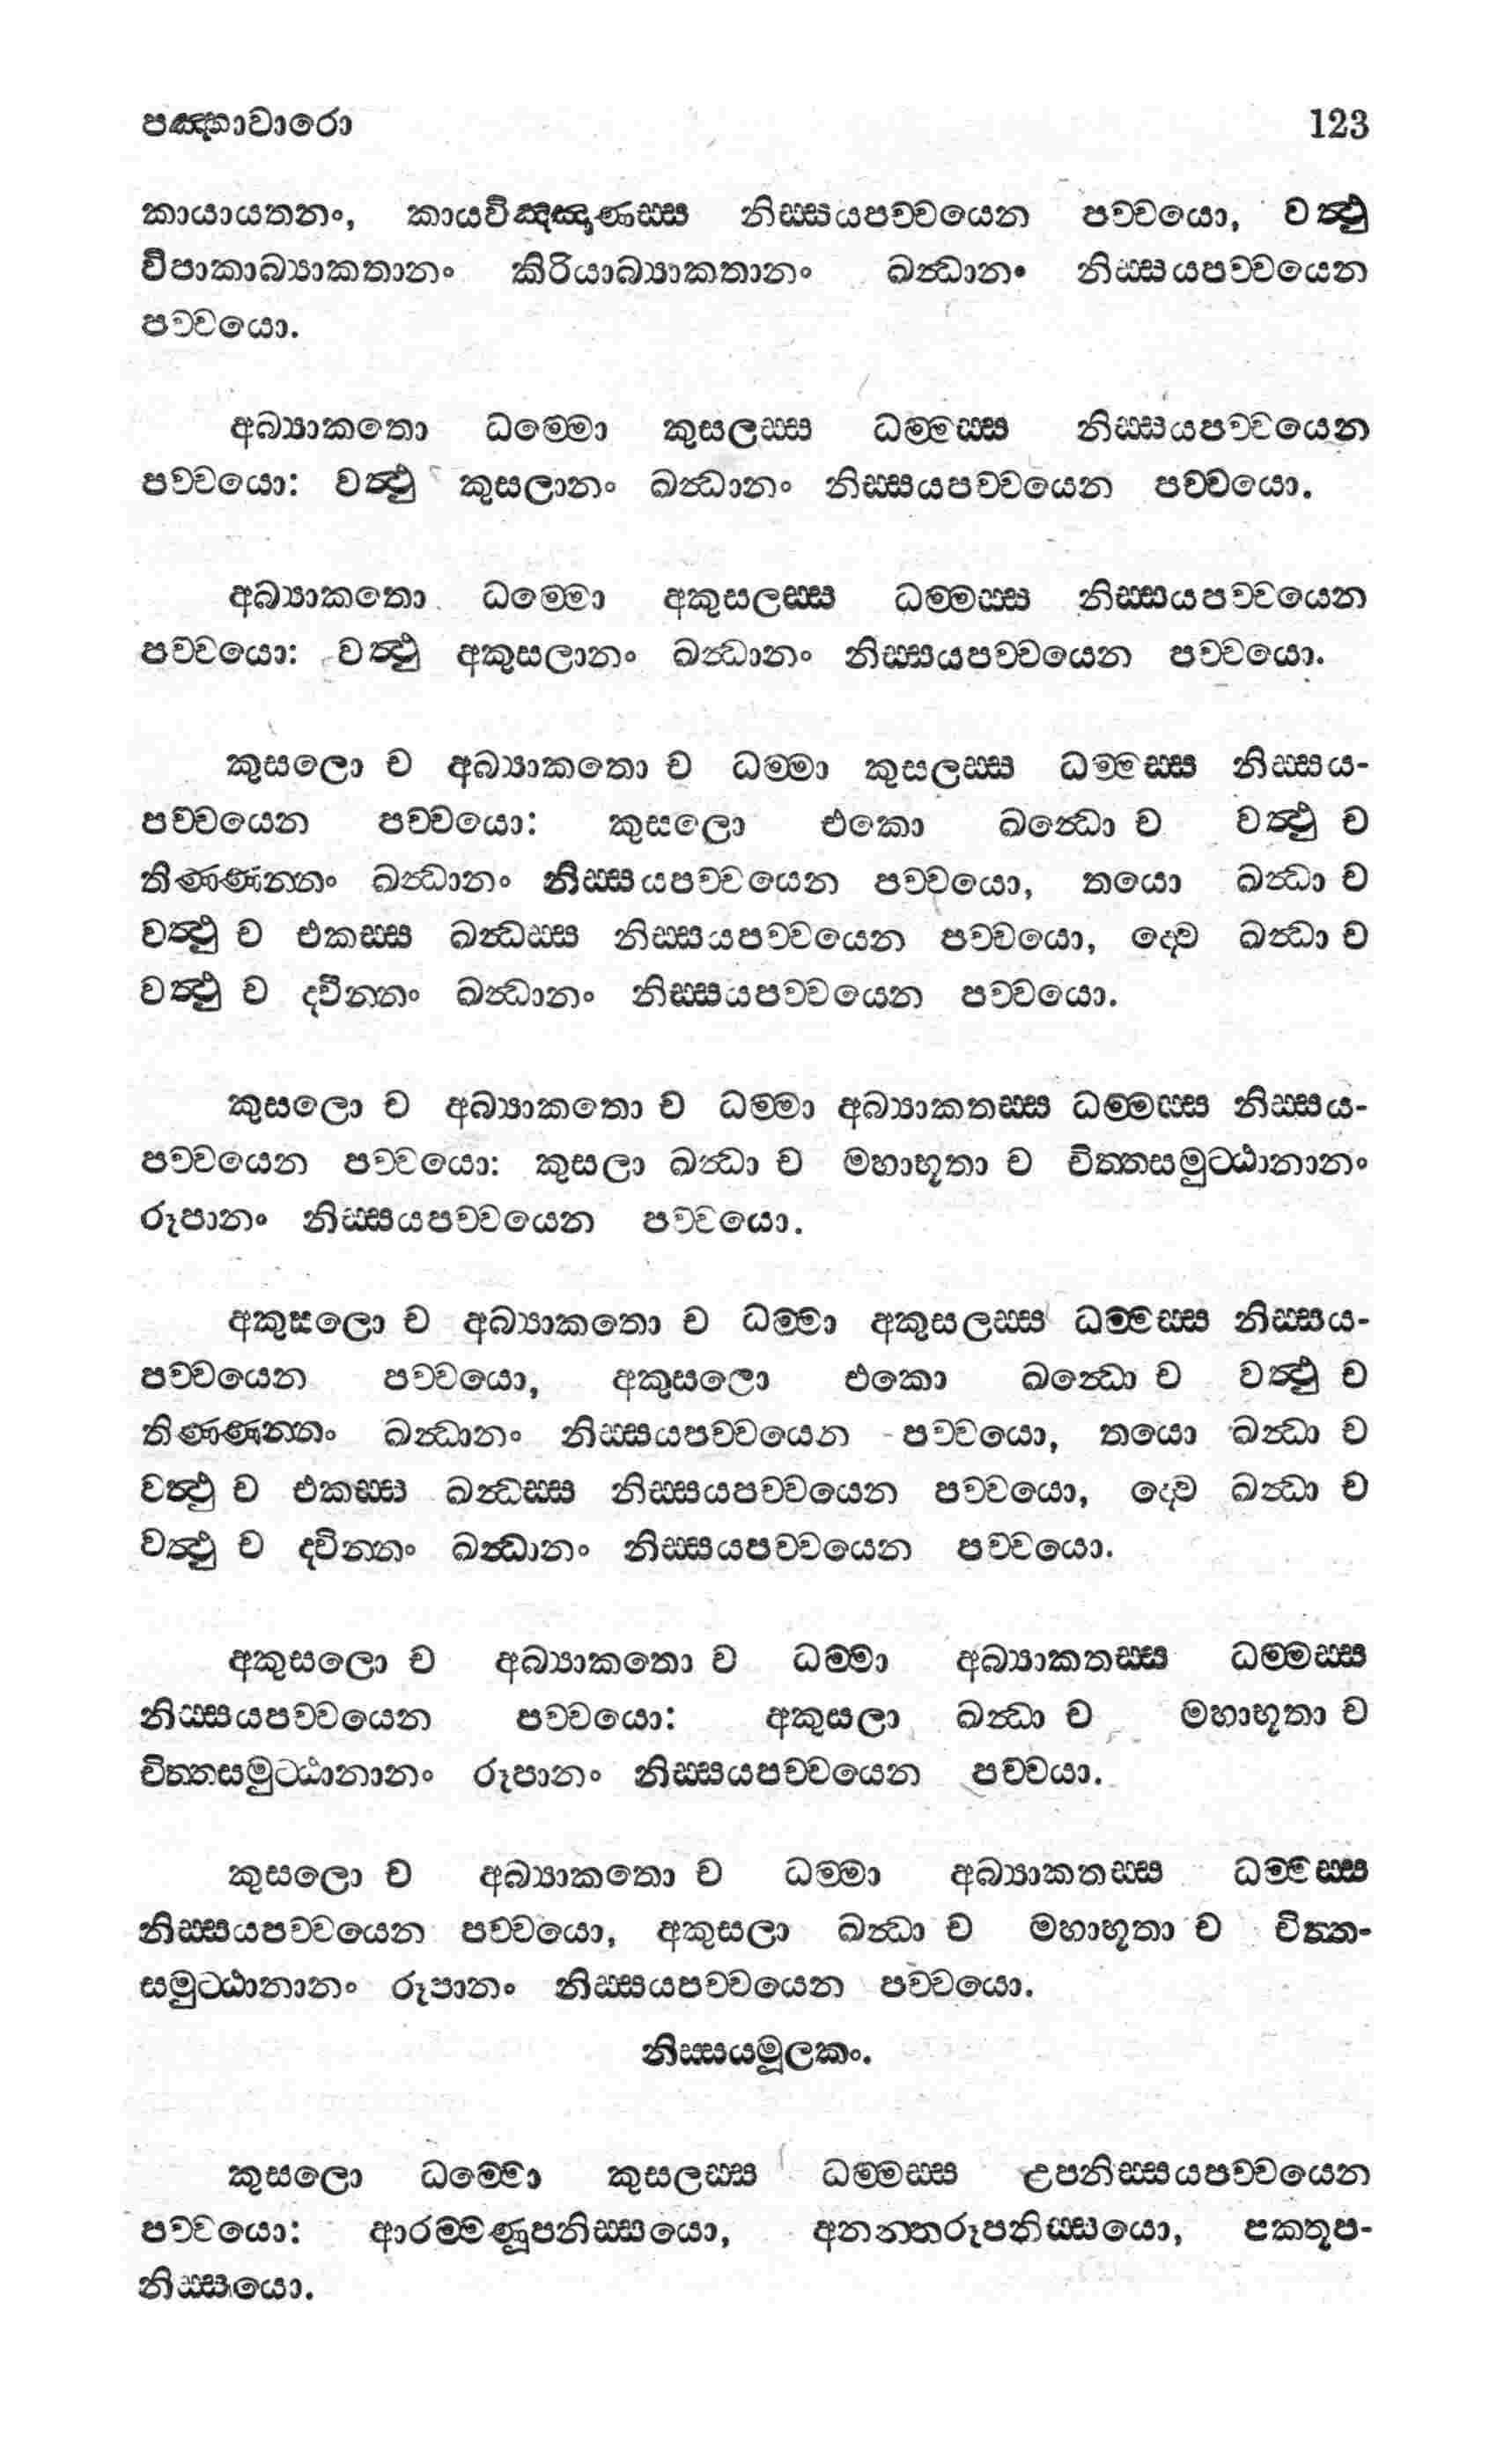 පඤ්හාවාරො 123
කායායතනං, කායවිඤ්ඤාණස්ස නිස්සයපච්චයෙන පච්චයො, වත්ථු
විපාකාබ්‍යාකතානං කිරියාබ්‍යාකතානං ඛන්ධානං නිස්සයපච්චයෙන
පච්චයො.
අබ්‍යාකතො ධම්මො කුසලස්ස ධම්මස්ස නිස්සයපච්චයෙන
පච්චයො: වත්ථු කුසලානං ඛන්ධානං නිස්සයපච්චයෙන පච්චයො.
අබ්‍යාකතො ධම්මො අකුසලස්ස ධම්මස්ස නිස්සයපච්චයෙන
පච්චයො: වත්ථු අකුසලානං ඛන්ධානං නිස්සයපච්චයෙන පච්චයො.
කුසලො ච අබ්‍යාකතො ච ධම්මා කුසලස්ස ධම්මස්ස නිස්සය-
පච්චයෙන පච්චයො: කුසලො එකො ඛන්ධො ච වත්ථු ච
තිණ්ණන්නං ඛන්ධානං නිස්සයපච්චයෙන පච්චයො, තයො ඛන්ධා ච
වත්ථු ච එකස්ස ඛන්ධස්ස නිස්සයපච්චයෙන පච්චයො, ද්වෙ ඛන්ධා ච
වත්ථු ච ද්වින්නං ඛන්ධානං නිස්සයපච්චයෙන පච්චයො.
කුසලො ච අබ්‍යාකතො ච ධම්මා අබ්‍යාකතස්ස ධම්මස්ස නිස්සය-
පච්චයෙන පච්චයො: කුසලා ඛන්ධා ච මහාභූතා ච චිත්තසමුට්ඨානානං
රූපානං නිස්සයපච්චයෙන පච්චයො.
අකුසලො ච අබ්‍යාකතො ච ධම්මා අකුසලස්ස ධම්මස්ස නිස්සය-
පච්චයෙන පච්චයො, අකුසලො එකො ඛන්ධො ච වත්ථු ච
තිණ්ණන්නං ඛන්ධානං නිස්සයපච්චයෙන පච්චයො, තයො ඛන්ධා ච
වත්ථු ච එකස්ස ඛන්ධස්ස නිස්සයපච්චයෙන පච්චයො, ද්වෙ ඛන්ධා ච
වත්ථු ච ද්වින්නං ඛන්ධානං නිස්සයපච්චයෙන පච්චයො.
අකුසලො ච අබ්‍යාකතො ච ධම්මා අබ්‍යාකතස්ස ධම්මස්ස
නිස්සයපච්චයෙන පච්චයො: අකුසලා ඛන්ධා ච මහාභූතා ච
චිත්තසමුට්ඨානානං රූපානං නිස්සයපච්චයෙන පච්චයා.
කුසලො ච අබ්‍යාකතො ච ධම්මා අබ්‍යාකතස්ස ධම්මස්ස
නිස්සයපච්චයෙන පච්චයො, අකුසලා ඛන්ධා ච මහාභූතා ච චිත්ත-
සමුට්ඨානානං රූපානං නිස්සයපච්චයෙන පච්චයො.
නිස්සයමූලකං.
කුසලො ධම්මො කුසලස්ස ධම්මස්ස උපනිස්සයපච්චයෙන
පච්චයො: ආරම්මණූපනිස්සයො, අනන්තරූපනිස්සයො, පකතූප-
නිස්සයො.